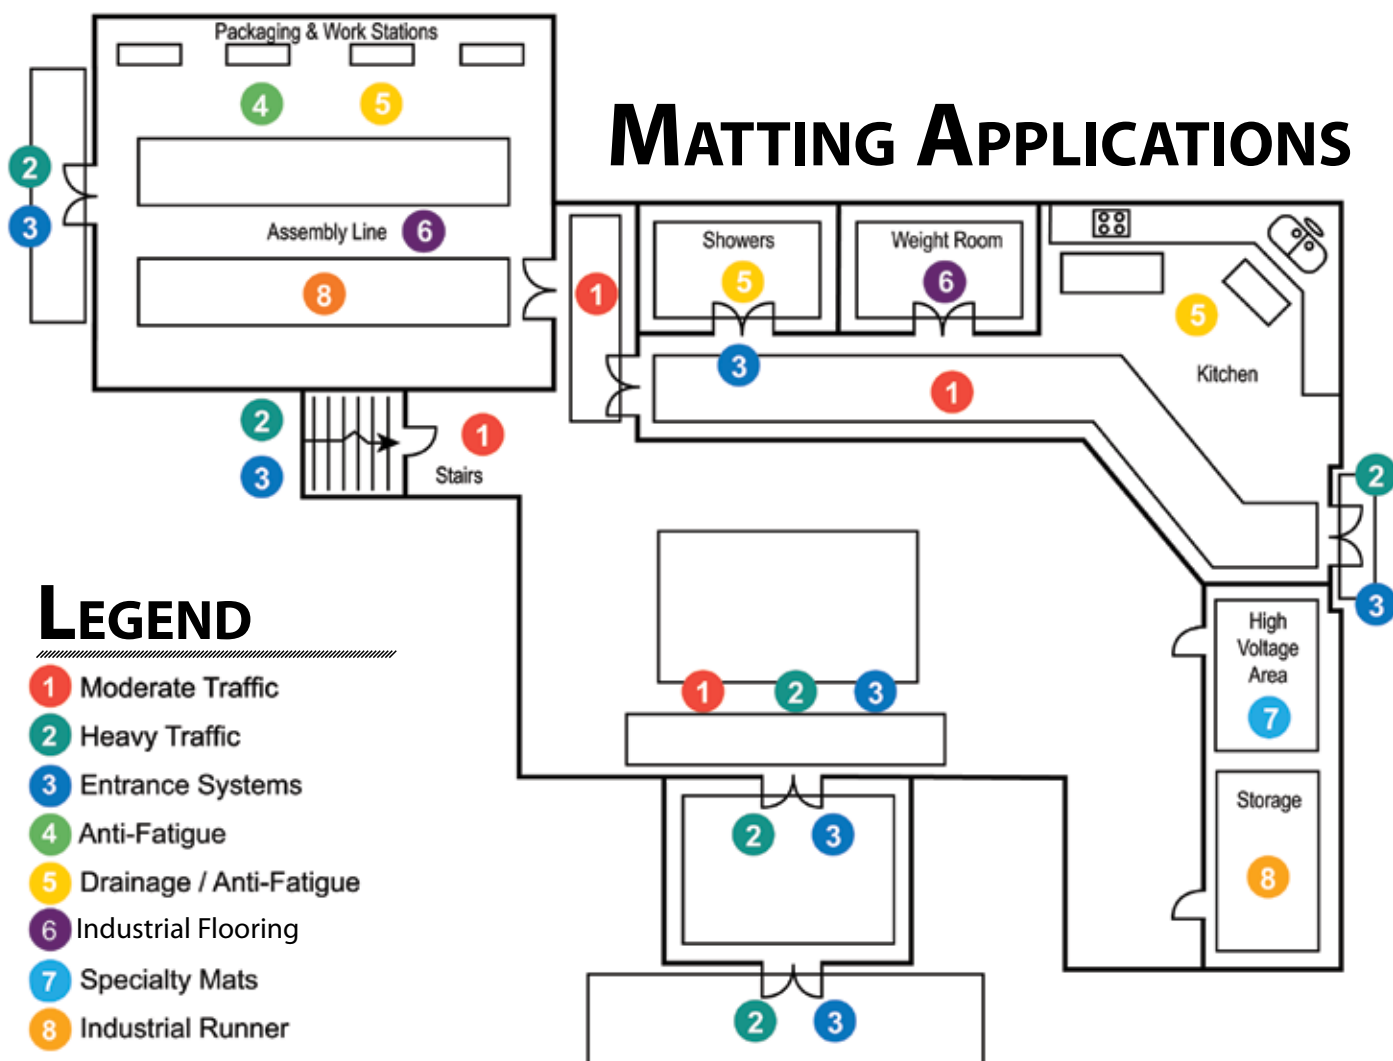 Packaging & Work Stations
4
5
MATTING APPLICATIONS
2
3
Assembly Line
6
8
1
Showers
5
Weight Room
6
5
Kitchen
3
1
2
3
1
Stairs
2
3
High
Voltage
Area
7
1
2
3
Storage
8
2
3
2
3
LEGEND
1 Moderate Traffic
2 Heavy Traffic
3 Entrance Systems
4 Anti-Fatigue
5 Drainage / Anti-Fatigue
6 Industrial Flooring
7 Specialty Mats
8 Industrial Runner